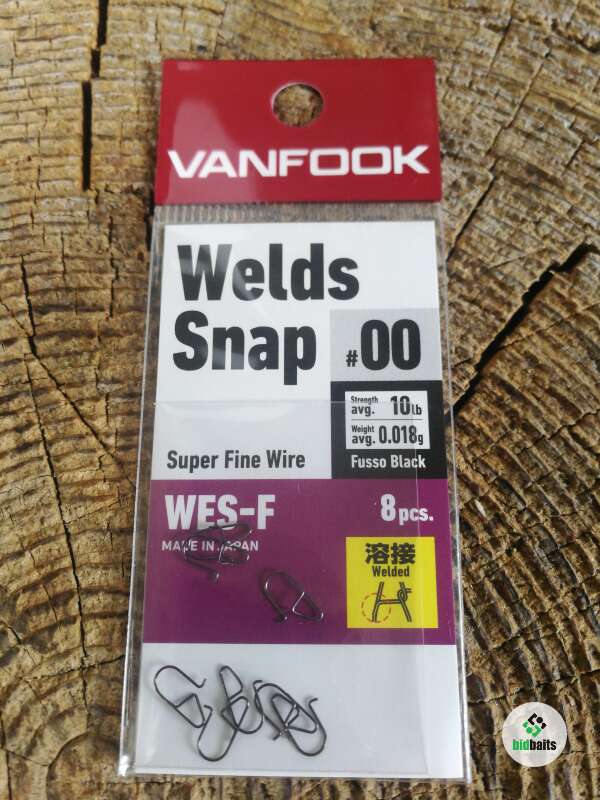 VANFOOK
Welds
Snap #00
Strength avg. 10lb
Weight avg. 0.018g
Super Fine Wire
Fusso Black
WES-F
8pcs.
MADE IN JAPAN
溶接
Welded
bidbaits